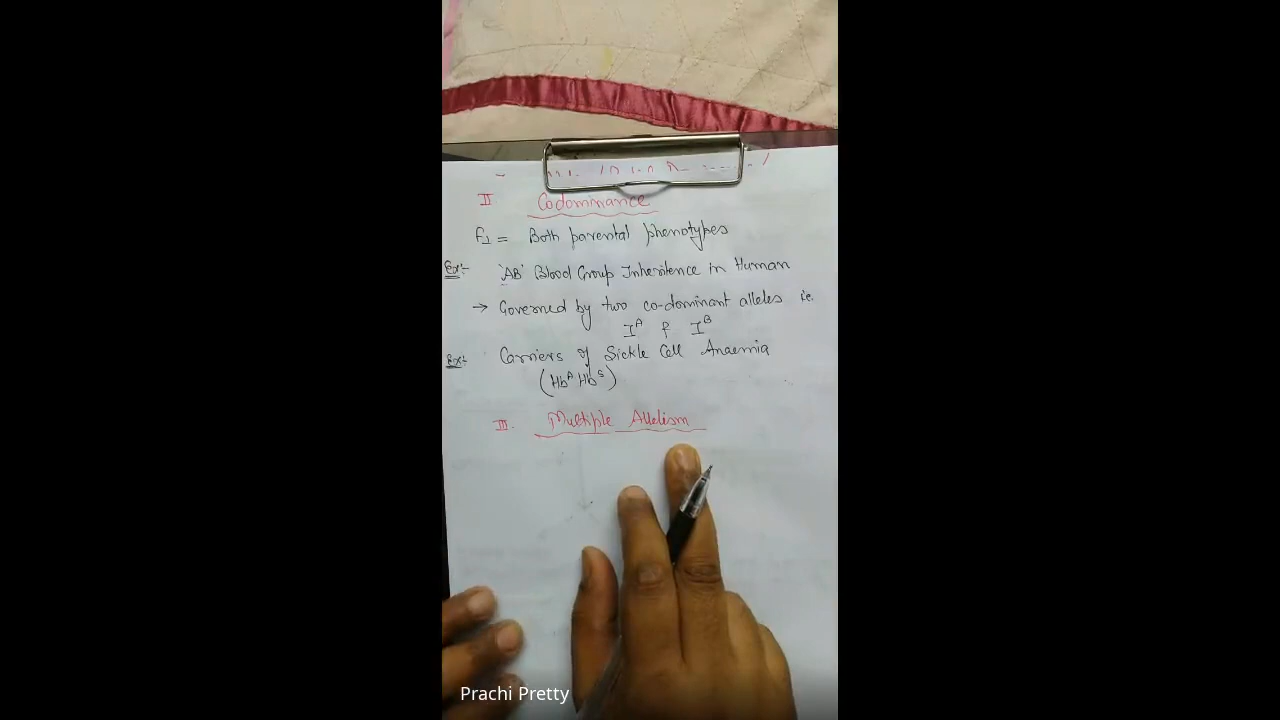 II Codominance
F1 = Both parental phenotypes
Ex:- 'AB' Blood Group Inheritence in Human
→ Governed by two co-dominant alleles i.e.
I^A & I^B
Ex:- Carriers of Sickle Cell Anaemia
(Hb^A Hb^S)
III. Multiple Allelism
Prachi Pretty